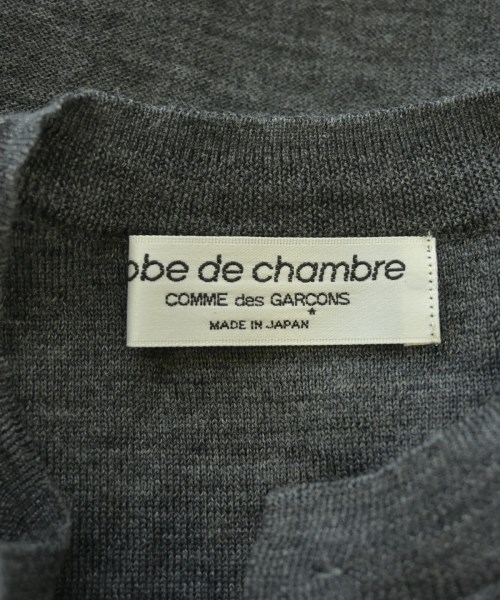 obe de chambre
COMME des GARÇONS
*
MADE IN JAPAN